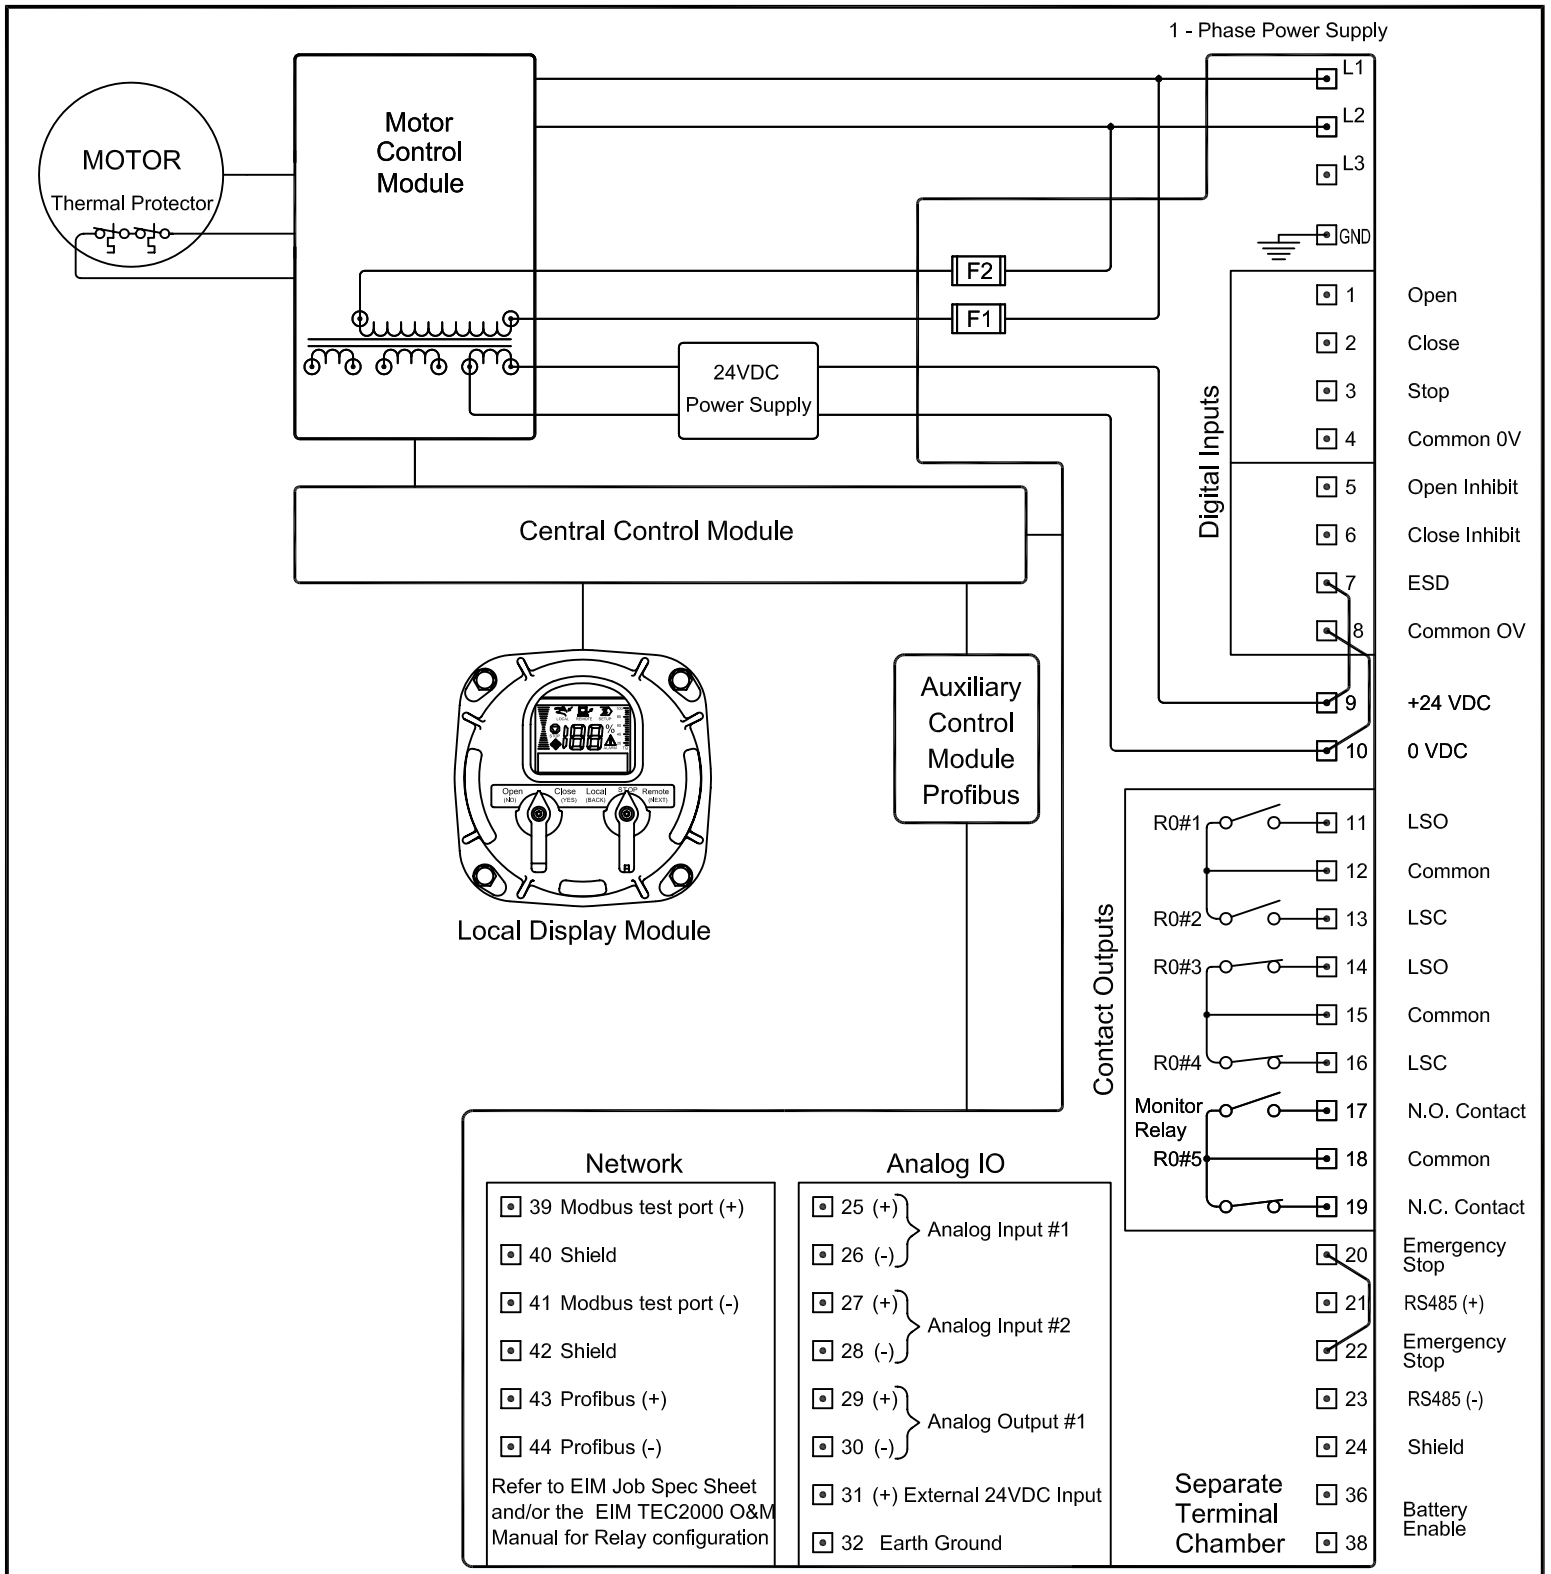 1 - Phase Power Supply
L1
L2
L3
GND
MOTOR
Thermal Protector
Motor
Control
Module
F2
F1
24VDC
Power Supply
Digital Inputs
1 Open
2 Close
3 Stop
4 Common 0V
5 Open Inhibit
6 Close Inhibit
7 ESD
8 Common OV
9 +24 VDC
10 0 VDC
Central Control Module
LOCAL REMOTE SETUP
188%
Open
(NO)
Close
(YES)
Local
(BACK)
STOP
Remote
(NEXT)
Local Display Module
Auxiliary
Control
Module
Profibus
Contact Outputs
R0#1 11 LSO
12 Common
R0#2 13 LSC
R0#3 14 LSO
15 Common
R0#4 16 LSC
Monitor
Relay
17 N.O. Contact
R0#5 18 Common
19 N.C. Contact
20 Emergency
Stop
21 RS485 (+)
22 Emergency
Stop
23 RS485 (-)
24 Shield
36
Battery
Enable
38
Separate
Terminal
Chamber
Network
39 Modbus test port (+)
40 Shield
41 Modbus test port (-)
42 Shield
43 Profibus (+)
44 Profibus (-)
Refer to EIM Job Spec Sheet
and/or the EIM TEC2000 O&M
Manual for Relay configuration
Analog IO
25 (+)
Analog Input #1
26 (-)
27 (+)
Analog Input #2
28 (-)
29 (+)
Analog Output #1
30 (-)
31 (+) External 24VDC Input
32 Earth Ground